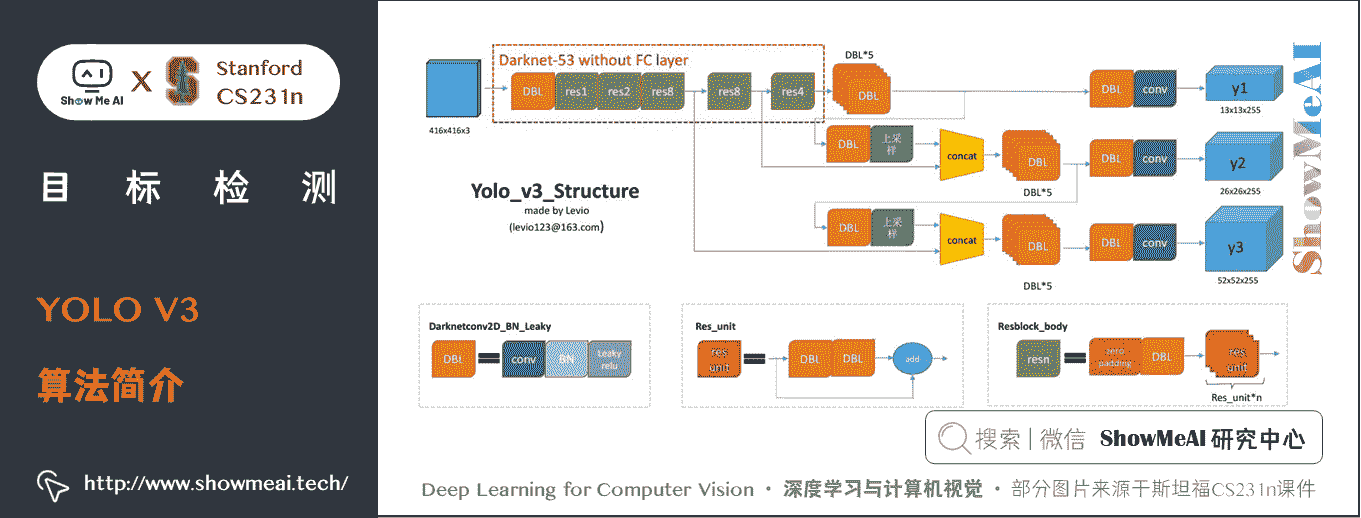 Show Me AI
X
Stanford
CS231n
目标检测
YOLO V3
算法简介
http://www.showmeai.tech/
Darknet-53 without FC layer
DBL*5
416x416x3
DBL
res1
res2
res8
res8
res4
DBL
DBL
conv
y1
13x13x255
DBL
上采
样
concat
DBL
DBL*5
DBL
conv
y2
26x26x255
Yolo_v3_Structure
made by Levio
(levio123@163.com)
DBL
上采
样
concat
DBL
DBL*5
DBL
conv
y3
52x52x255
ShowMeAI
Darknetconv2D_BN_Leaky
DBL
=
conv
BN
Leaky
relu
Res_unit
res
unit
=
DBL
DBL
add
Resblock_body
resn
=
zero
padding
DBL
res
unit
Res_unit*n
搜索 | 微信 ShowMeAI 研究中心
Deep Learning for Computer Vision · 深度学习与计算机视觉 · 部分图片来源于斯坦福CS231n课件